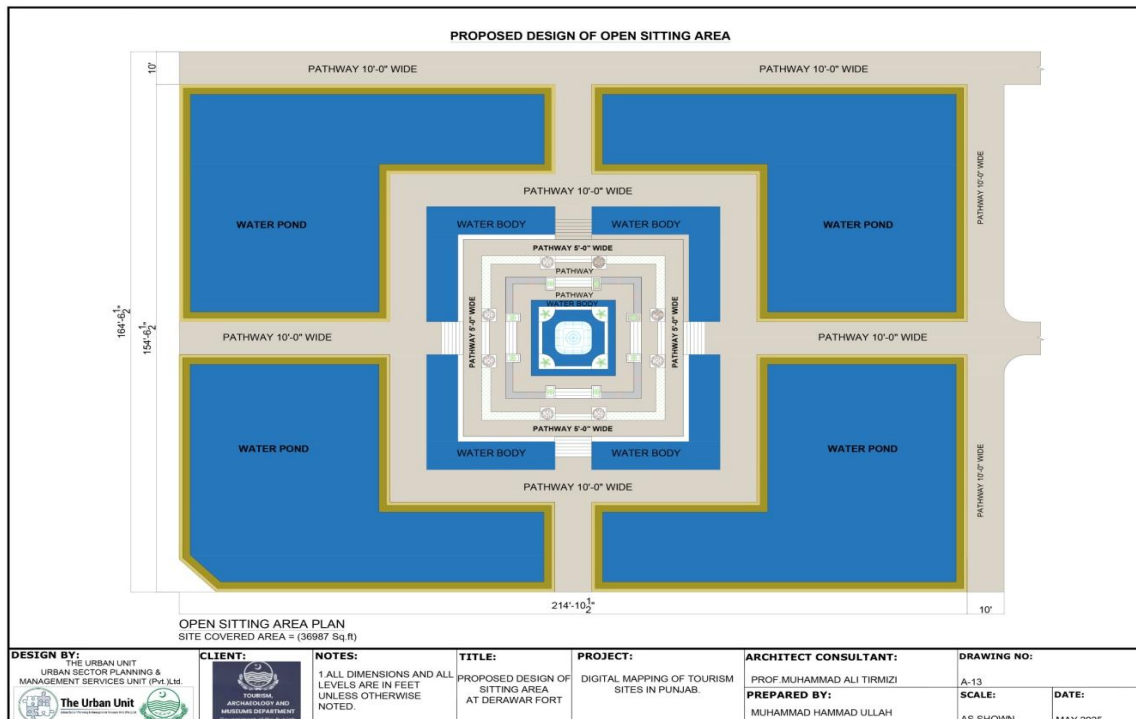 PROPOSED DESIGN OF OPEN SITTING AREA
10'
PATHWAY 10'-0" WIDE
PATHWAY 10'-0" WIDE
PATHWAY 10'-0" WIDE
PATHWAY 10'-0" WIDE
WATER POND
WATER BODY
WATER BODY
WATER POND
PATHWAY 5'-0" WIDE
PATHWAY
PATHWAY
WATER BODY
164'-6 1/2"
154'-6 1/2"
PATHWAY 10'-0" WIDE
PATHWAY 5'-0" WIDE
PATHWAY 5'-0" WIDE
PATHWAY 10'-0" WIDE
PATHWAY 5'-0" WIDE
WATER POND
WATER BODY
WATER BODY
WATER POND
PATHWAY 10'-0" WIDE
PATHWAY 10'-0" WIDE
214'-10 1/2"
10'
OPEN SITTING AREA PLAN
SITE COVERED AREA = (36987 Sq.ft)
DESIGN BY:
THE URBAN UNIT
URBAN SECTOR PLANNING &
MANAGEMENT SERVICES UNIT (Pvt.)Ltd.
The Urban Unit
CLIENT:
TOURISM,
ARCHAEOLOGY AND
MUSEUMS DEPARTMENT
NOTES:
1.ALL DIMENSIONS AND ALL
LEVELS ARE IN FEET
UNLESS OTHERWISE
NOTED.
TITLE:
PROPOSED DESIGN OF
SITTING AREA
AT DERAWAR FORT
PROJECT:
DIGITAL MAPPING OF TOURISM
SITES IN PUNJAB.
ARCHITECT CONSULTANT:
PROF.MUHAMMAD ALI TIRMIZI
PREPARED BY:
MUHAMMAD HAMMAD ULLAH
DRAWING NO:
A-13
SCALE:
AS SHOWN
DATE:
MAY 2025